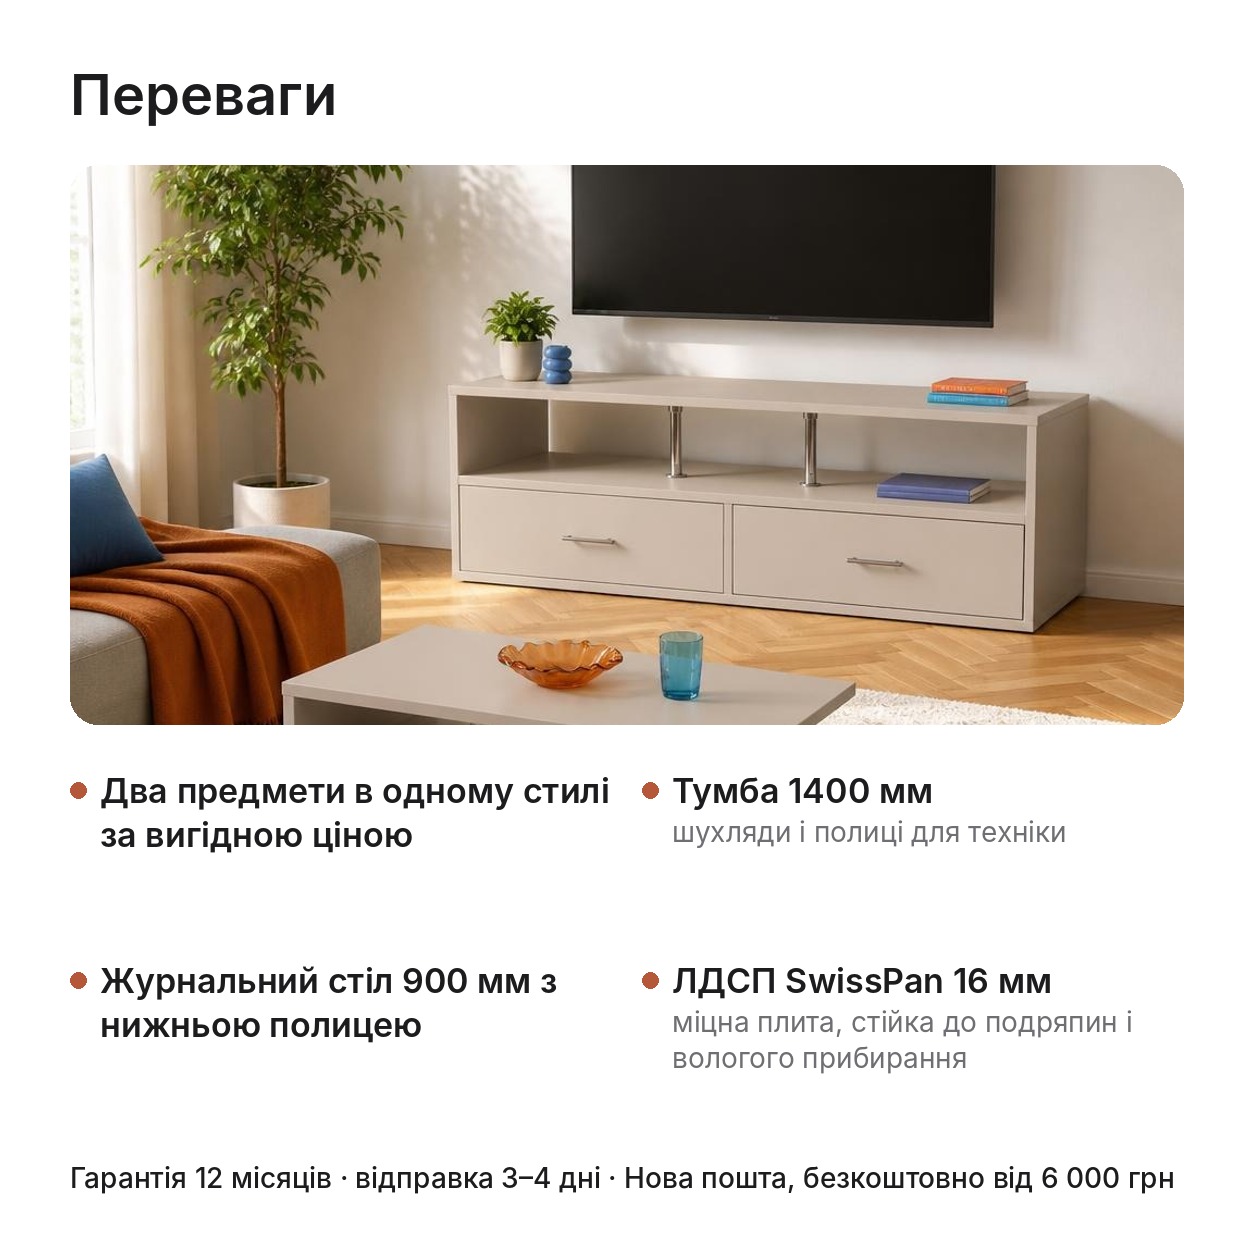 Переваги
Два предмети в одному стилі
за вигідною ціною
Тумба 1400 мм
шухляди і полиці для техніки
Журнальний стіл 900 мм з
нижньою полицею
ЛДСП SwissPan 16 мм
міцна плита, стійка до подряпин і
вологого прибирання
Гарантія 12 місяців · відправка 3–4 дні · Нова пошта, безкоштовно від 6 000 грн